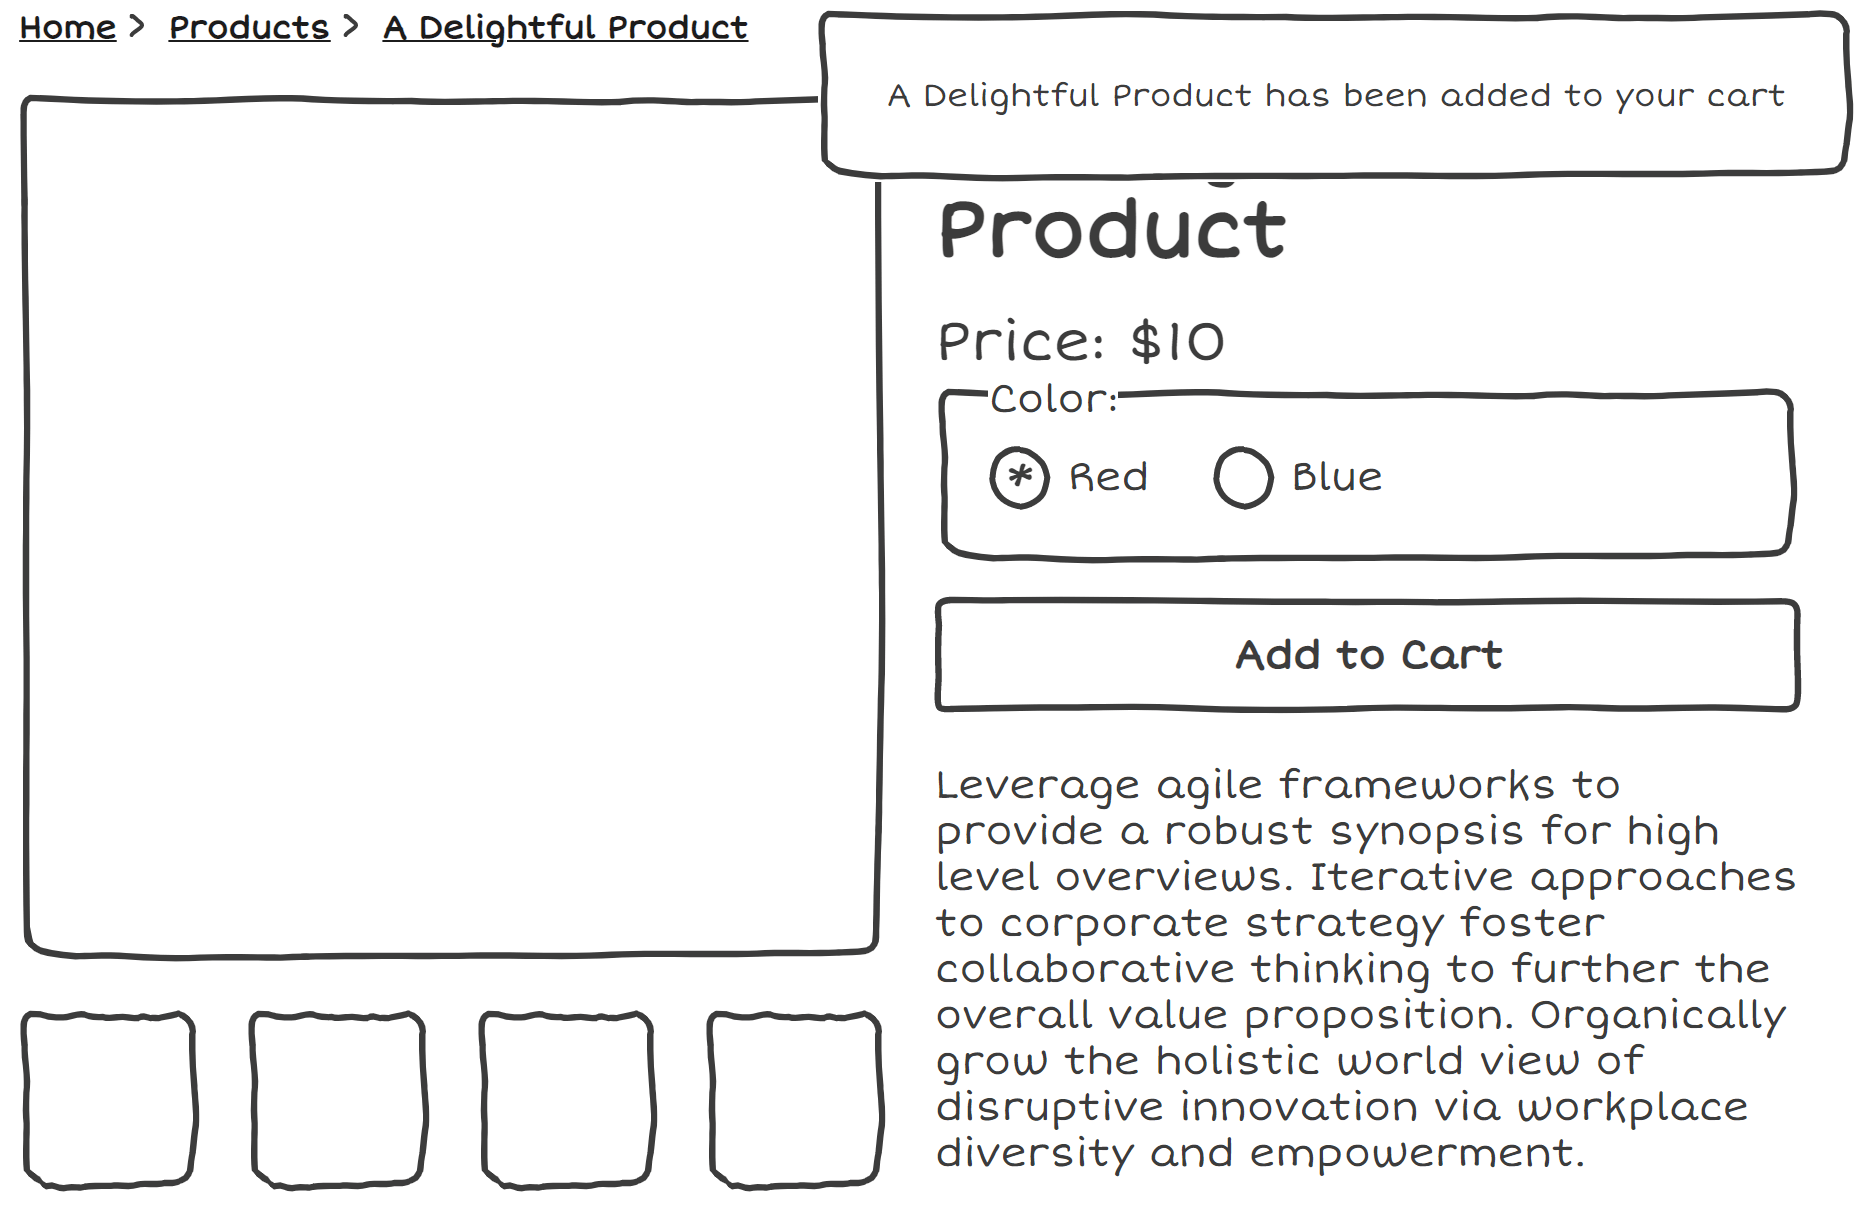 Home > Products > A Delightful Product
A Delightful Product has been added to your cart
Product
Price: $10
Color:
* Red Blue
Add to Cart
Leverage agile frameworks to
provide a robust synopsis for high
level overviews. Iterative approaches
to corporate strategy foster
collaborative thinking to further the
overall value proposition. Organically
grow the holistic world view of
disruptive innovation via workplace
diversity and empowerment.